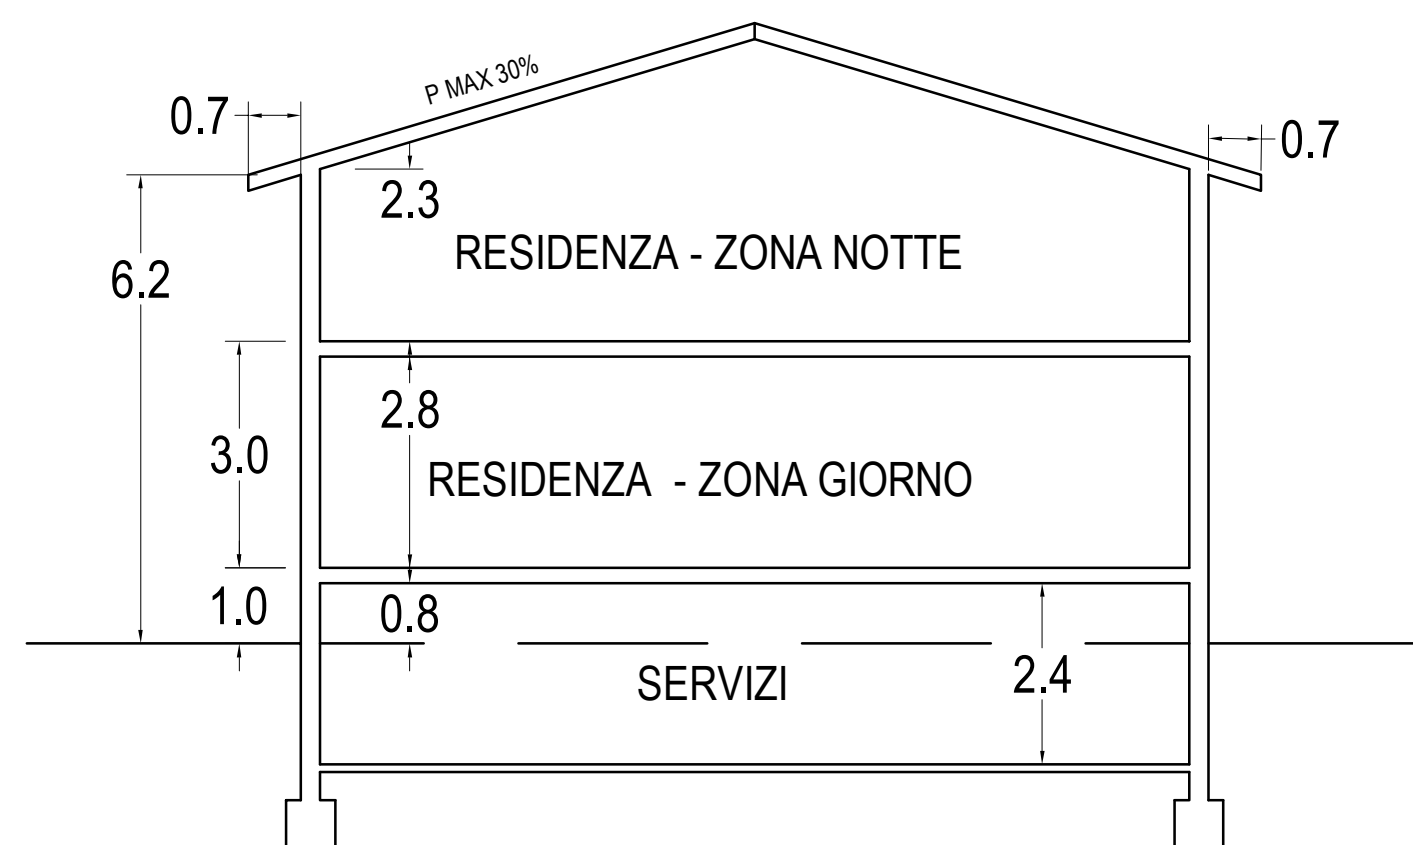 P MAX 30%
0.7
0.7
2.3
RESIDENZA - ZONA NOTTE
6.2
2.8
3.0
RESIDENZA - ZONA GIORNO
1.0
0.8
SERVIZI
2.4